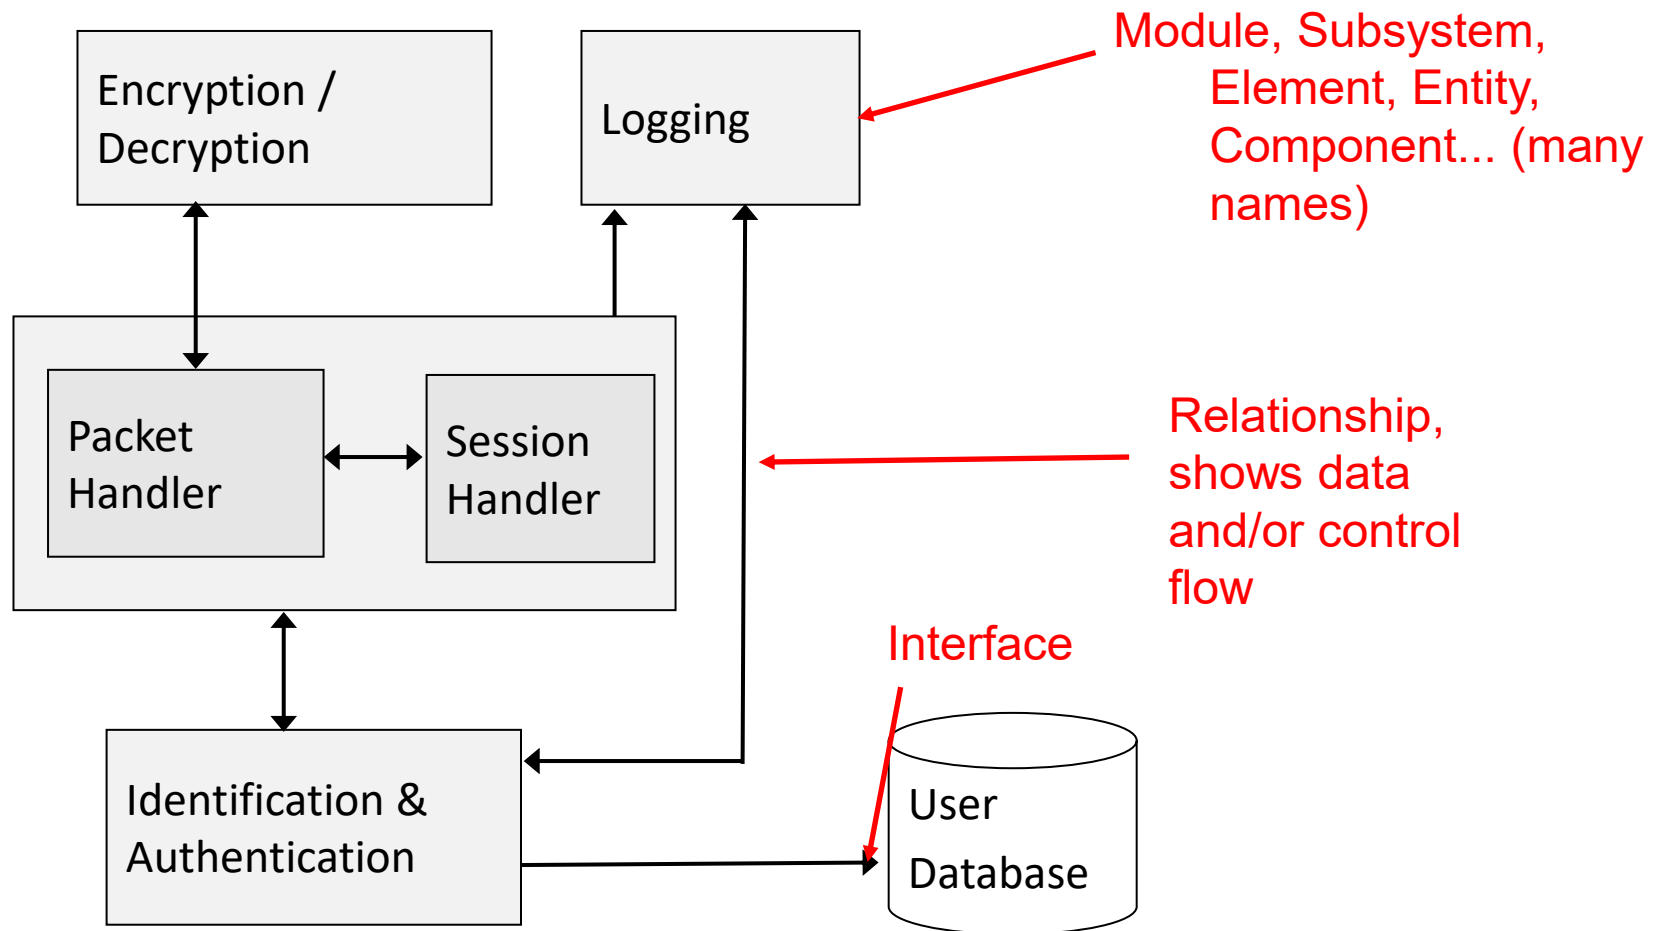 Encryption /
Decryption
Logging
Module, Subsystem,
Element, Entity,
Component... (many
names)
Packet
Handler
Session
Handler
Relationship,
shows data
and/or control
flow
Interface
Identification &
Authentication
User
Database